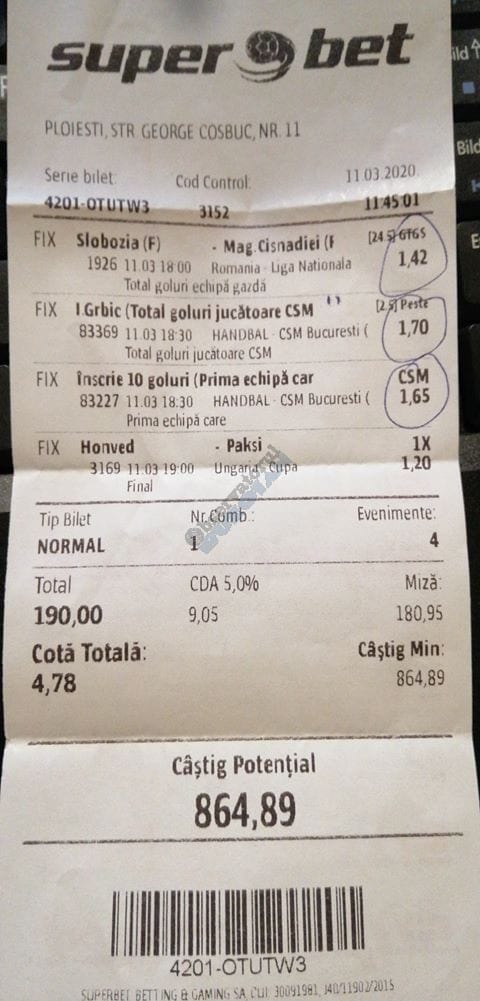 super bet
PLOIESTI, STR. GEORGE COSBUC, NR. 11
Serie bilet: Cod Control: 11.03.2020.
4201-OTUTW3 3152 11:45:01
FIX Slobozia (F) - Mag.Cisnadiei (F [24.5] GTGS
1926 11.03 18:00 Romania - Liga Nationala 1,42
Total goluri echipă gazdă
FIX I.Grbic (Total goluri jucătoare CSM [2.5] Peste
83369 11.03 18:30 HANDBAL - CSM Bucuresti ( 1,70
Total goluri jucătoare CSM
FIX înscrie 10 goluri (Prima echipă car CSM
83227 11.03 18:30 HANDBAL - CSM Bucuresti ( 1,65
Prima echipă care
FIX Honved - Paksi 1X
3169 11.03 19:00 Ungaria - Cupa 1,20
Final
Tip Bilet Nr.Comb.: Evenimente:
NORMAL 1 4
Total CDA 5,0% Miză:
190,00 9,05 180,95
Cotă Totală: Câştig Min:
4,78 864,89
Câştig Potenţial
864,89
4201-OTUTW3
SUPERBET BETTING & GAMING SA, CUI: 30091981, J40/11902/2015